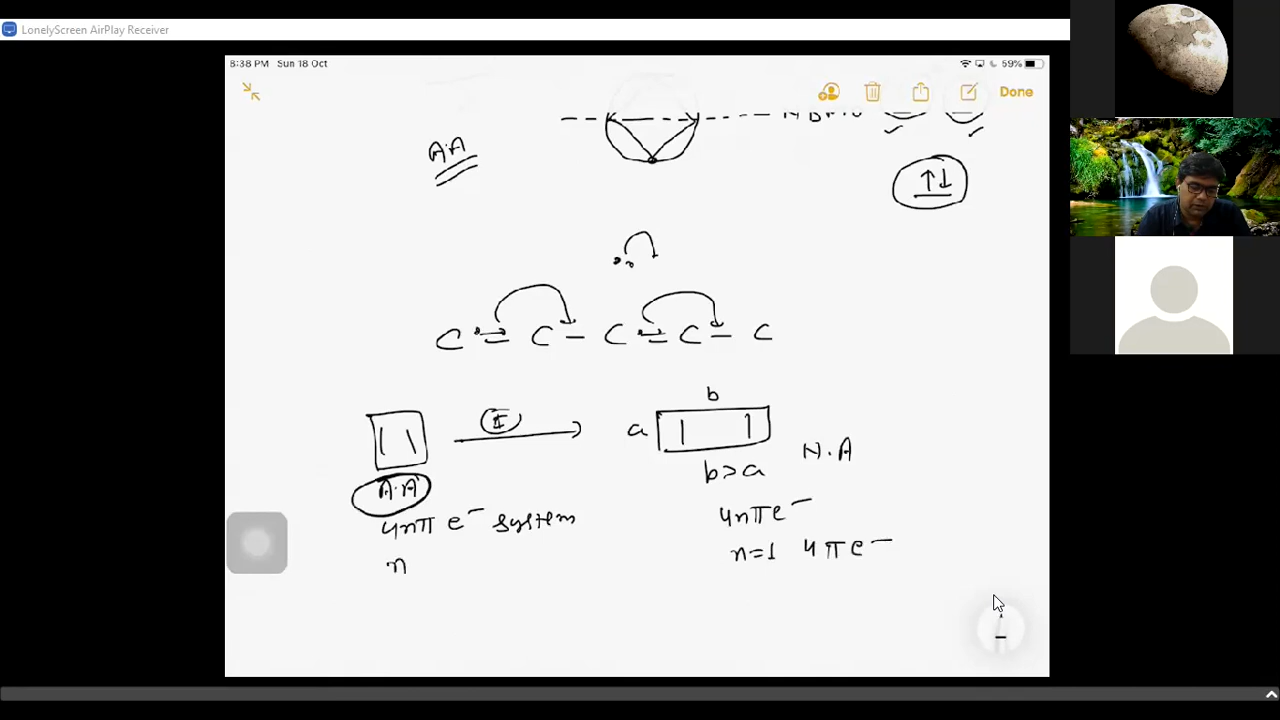 LonelyScreen AirPlay Receiver
8:38 PM Sun 18 Oct
59%
Done
A·A
↑↓
C = C - C = C - C
I
b
a
N.A
b>a
A·A
4nπ e⁻ system
4nπe⁻
n
n=1 4πe⁻